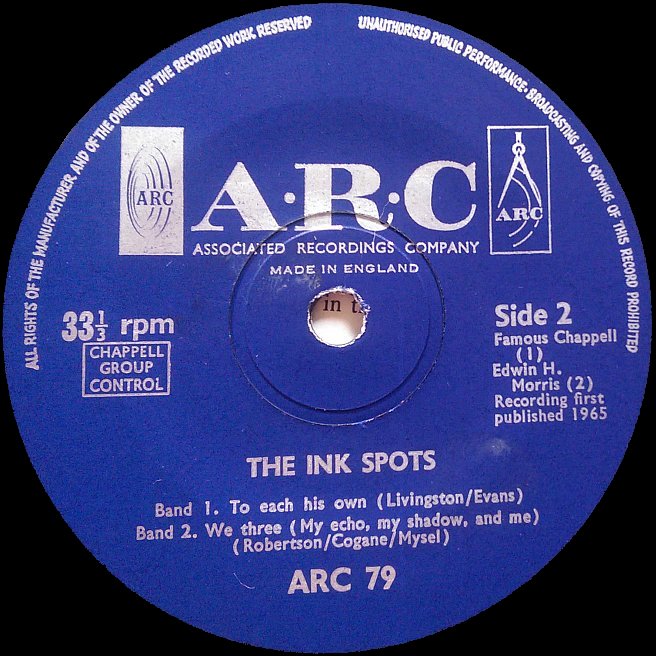 ALL RIGHTS OF THE MANUFACTURER AND OF THE OWNER OF THE RECORDED WORK RESERVED
UNAUTHORISED PUBLIC PERFORMANCE · BROADCASTING AND COPYING OF THIS RECORD PROHIBITED
ARC
A·R·C
ARC
ASSOCIATED RECORDINGS COMPANY
MADE IN ENGLAND
in t
33⅓ rpm
CHAPPELL
GROUP
CONTROL
Side 2
Famous Chappell
(1)
Edwin H.
Morris (2)
Recording first
published 1965
THE INK SPOTS
Band 1. To each his own (Livingston/Evans)
Band 2. We three (My echo, my shadow, and me)
(Robertson/Cogane/Mysel)
ARC 79